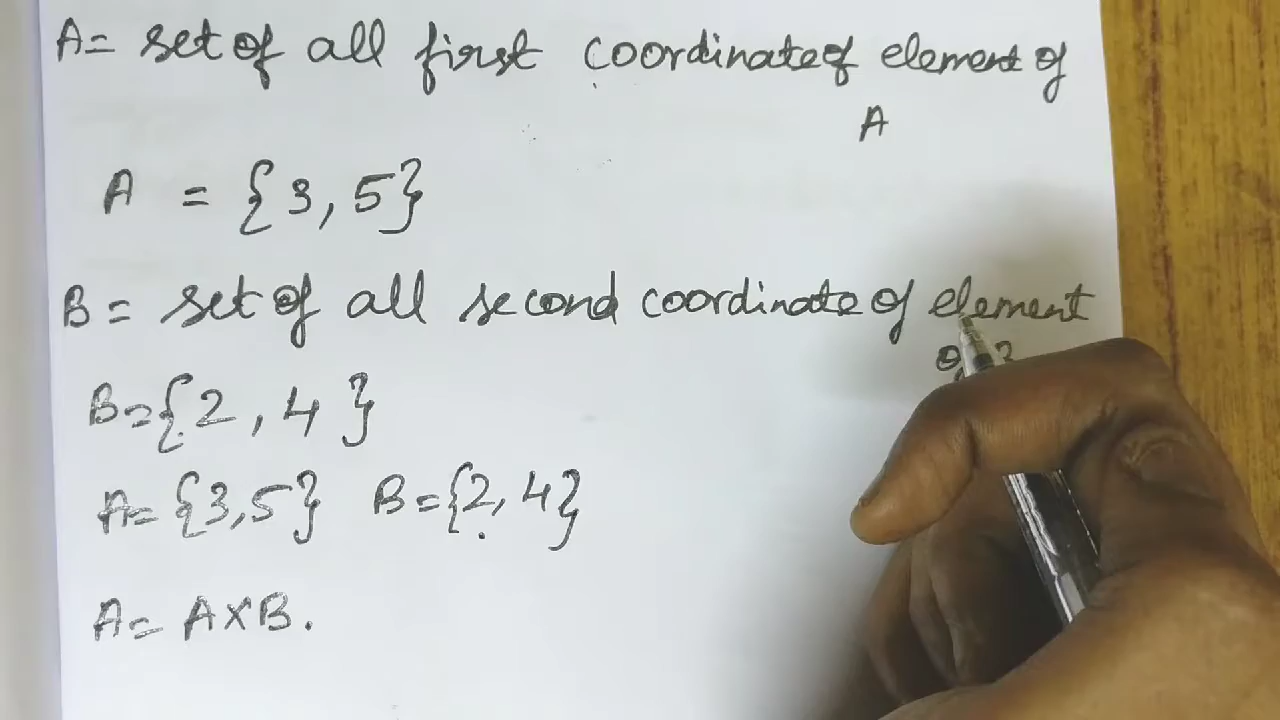 A= set of all first coordinate of element of
A
A = {3,5}
B= set of all second coordinate of element
B={2,4}
A={3,5} B={2,4}
A= A×B.